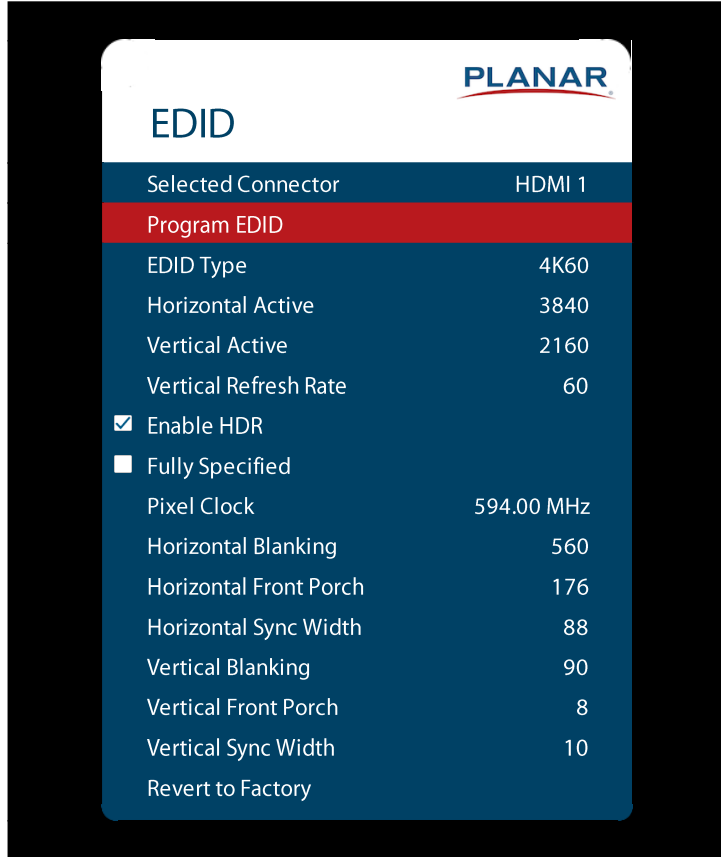 PLANAR
EDID
Selected Connector HDMI 1
Program EDID
EDID Type 4K60
Horizontal Active 3840
Vertical Active 2160
Vertical Refresh Rate 60
Enable HDR
Fully Specified
Pixel Clock 594.00 MHz
Horizontal Blanking 560
Horizontal Front Porch 176
Horizontal Sync Width 88
Vertical Blanking 90
Vertical Front Porch 8
Vertical Sync Width 10
Revert to Factory